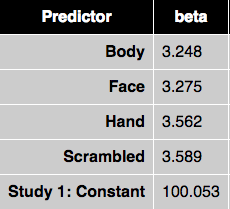 Predictor beta
Body 3.248
Face 3.275
Hand 3.562
Scrambled 3.589
Study 1: Constant 100.053